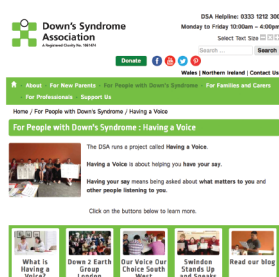 DSA Helpline: 0333 1212 300
Down's Syndrome
Association
A Registered Charity No. 1061474
Monday to Friday 10:00am - 4:00pm
Select Text Size
Search ... Search
Donate
Wales | Northern Ireland | Contact Us
About For New Parents For People with Down's Syndrome For Families and Carers
For Professionals Support Us
Home / For People with Down's Syndrome / Having a Voice
For People with Down's Syndrome : Having a Voice
The DSA runs a project called Having a Voice.
Having a Voice is about helping you have your say.
Having your say means being asked about what matters to you and
other people listening to you.
Click on the buttons below to learn more.
What is
Having a
Voice?
Down 2 Earth
Group
London
Our Voice Our
Choice South
West
Swindon
Stands Up
and Speaks
Read our blog